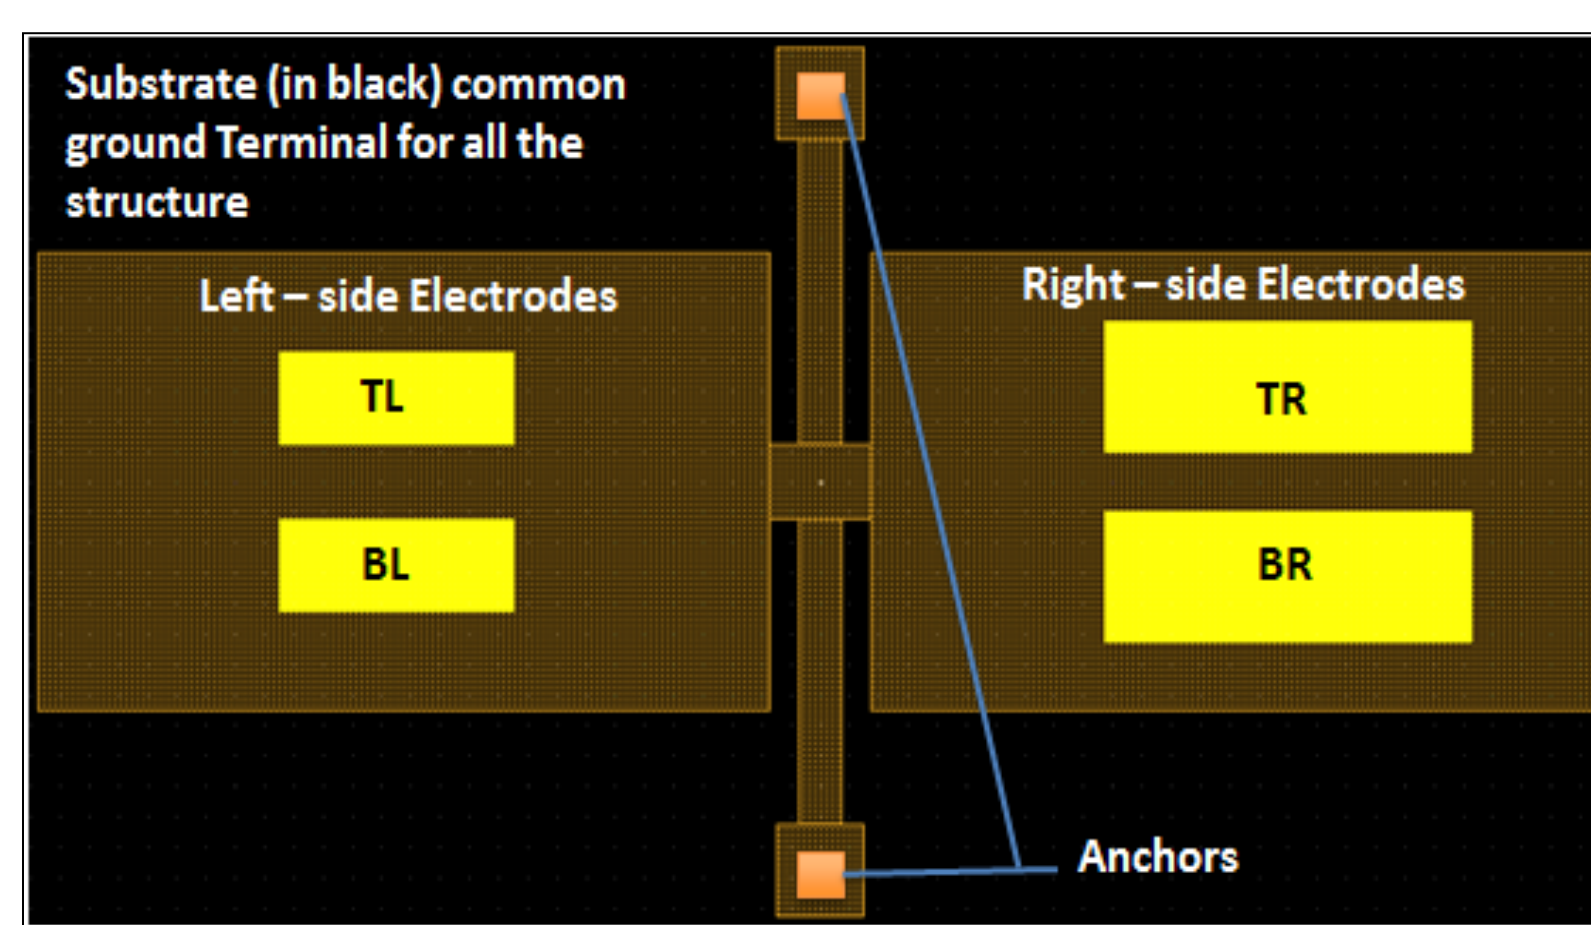 Substrate (in black) common
ground Terminal for all the
structure
Left – side Electrodes
Right – side Electrodes
TL
TR
BL
BR
Anchors